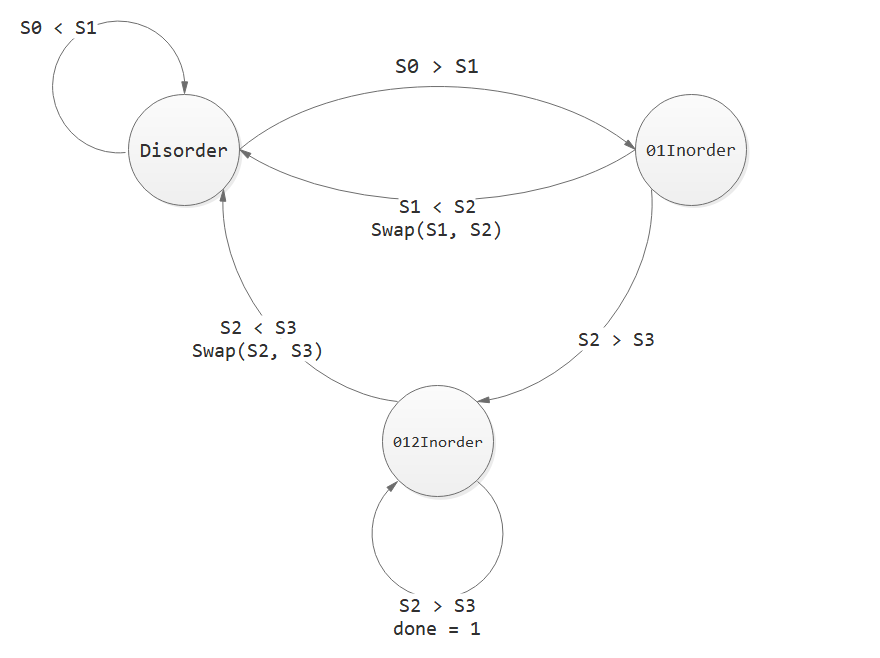 S0 < S1
S0 > S1
Disorder
01Inorder
S1 < S2
Swap(S1, S2)
S2 < S3
Swap(S2, S3)
S2 > S3
012Inorder
S2 > S3
done = 1